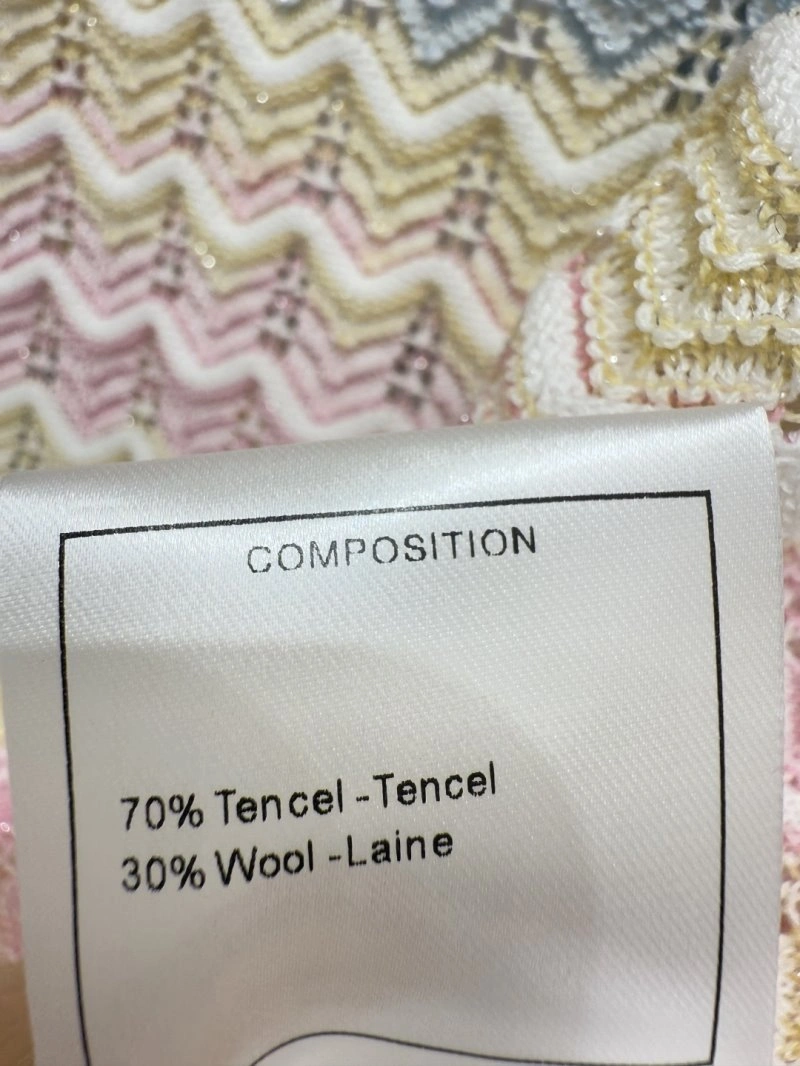 COMPOSITION
70% Tencel -Tencel
30% Wool -Laine